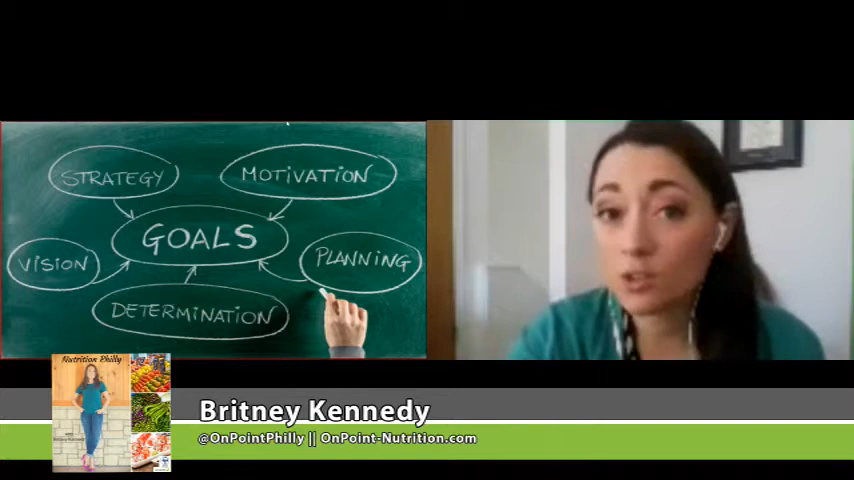 STRATEGY
MOTIVATION
GOALS
VISION
PLANNING
DETERMINATION
Nutrition Philly
Britney Kennedy
@OnPointPhilly || OnPoint-Nutrition.com